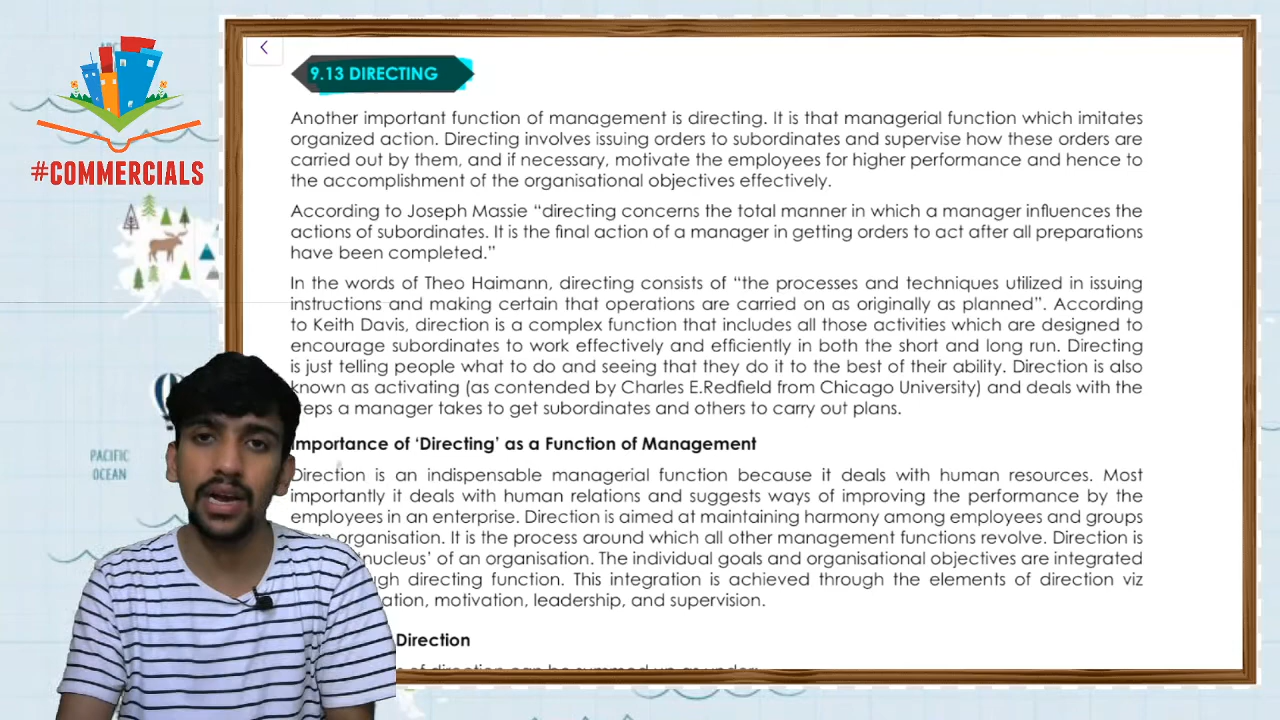 #COMMERCIALS
PACIFIC
OCEAN
9.13 DIRECTING
Another important function of management is directing. It is that managerial function which imitates
organized action. Directing involves issuing orders to subordinates and supervise how these orders are
carried out by them, and if necessary, motivate the employees for higher performance and hence to
the accomplishment of the organisational objectives effectively.
According to Joseph Massie “directing concerns the total manner in which a manager influences the
actions of subordinates. It is the final action of a manager in getting orders to act after all preparations
have been completed.”
In the words of Theo Haimann, directing consists of “the processes and techniques utilized in issuing
instructions and making certain that operations are carried on as originally as planned”. According
to Keith Davis, direction is a complex function that includes all those activities which are designed to
encourage subordinates to work effectively and efficiently in both the short and long run. Directing
is just telling people what to do and seeing that they do it to the best of their ability. Direction is also
known as activating (as contended by Charles E.Redfield from Chicago University) and deals with the
steps a manager takes to get subordinates and others to carry out plans.
Importance of ‘Directing’ as a Function of Management
Direction is an indispensable managerial function because it deals with human resources. Most
importantly it deals with human relations and suggests ways of improving the performance by the
employees in an enterprise. Direction is aimed at maintaining harmony among employees and groups
organisation. It is the process around which all other management functions revolve. Direction is
nucleus’ of an organisation. The individual goals and organisational objectives are integrated
directing function. This integration is achieved through the elements of direction viz
motivation, leadership, and supervision.
Direction
of direction can be summed up as under: